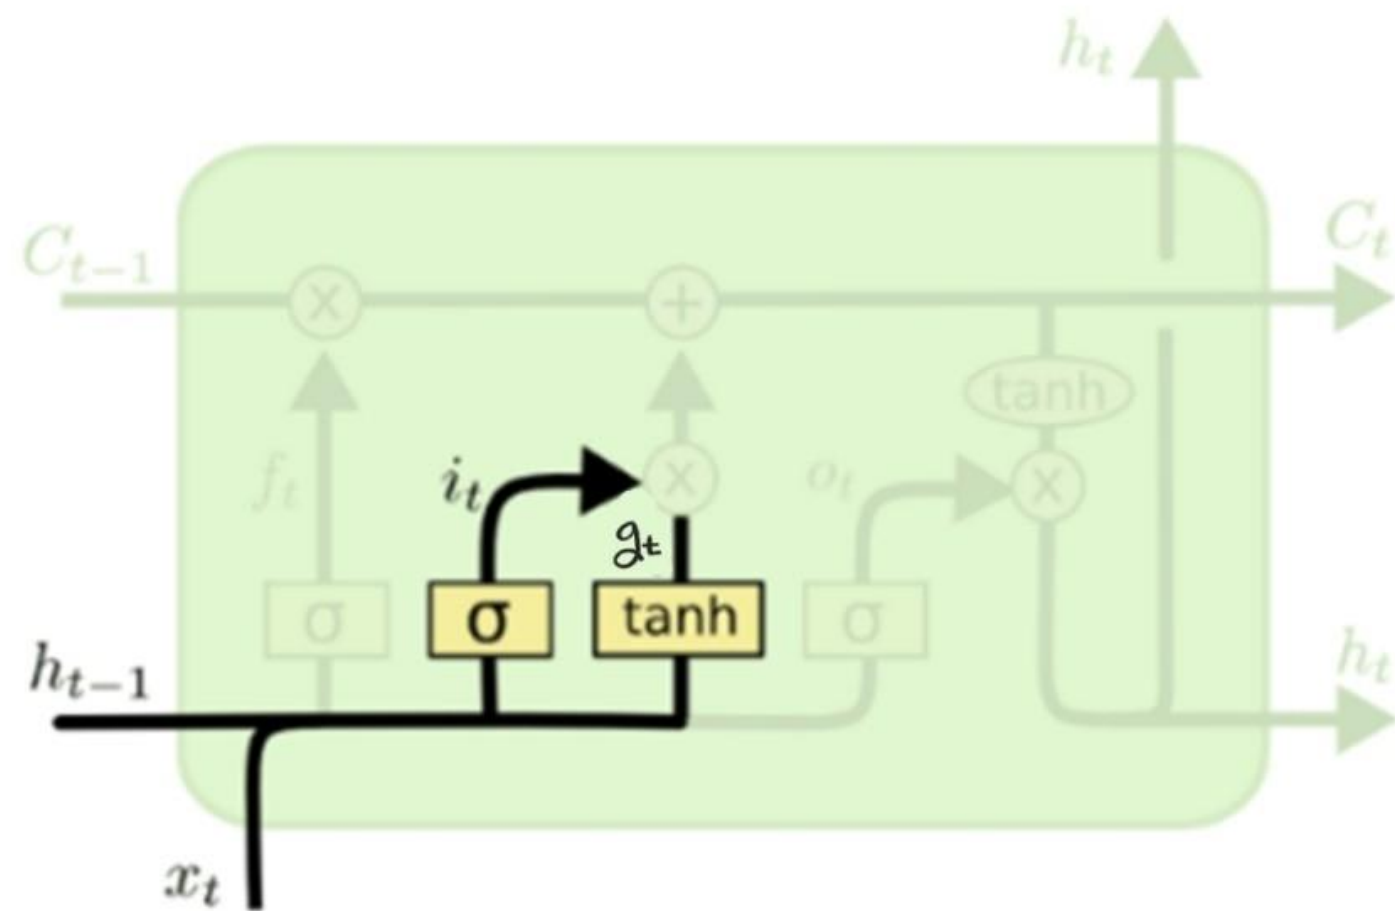 h_t
C_{t-1} C_t
× +
tanh
f_t i_t × o_t ×
g_t
σ σ tanh σ
h_{t-1} h_t
x_t